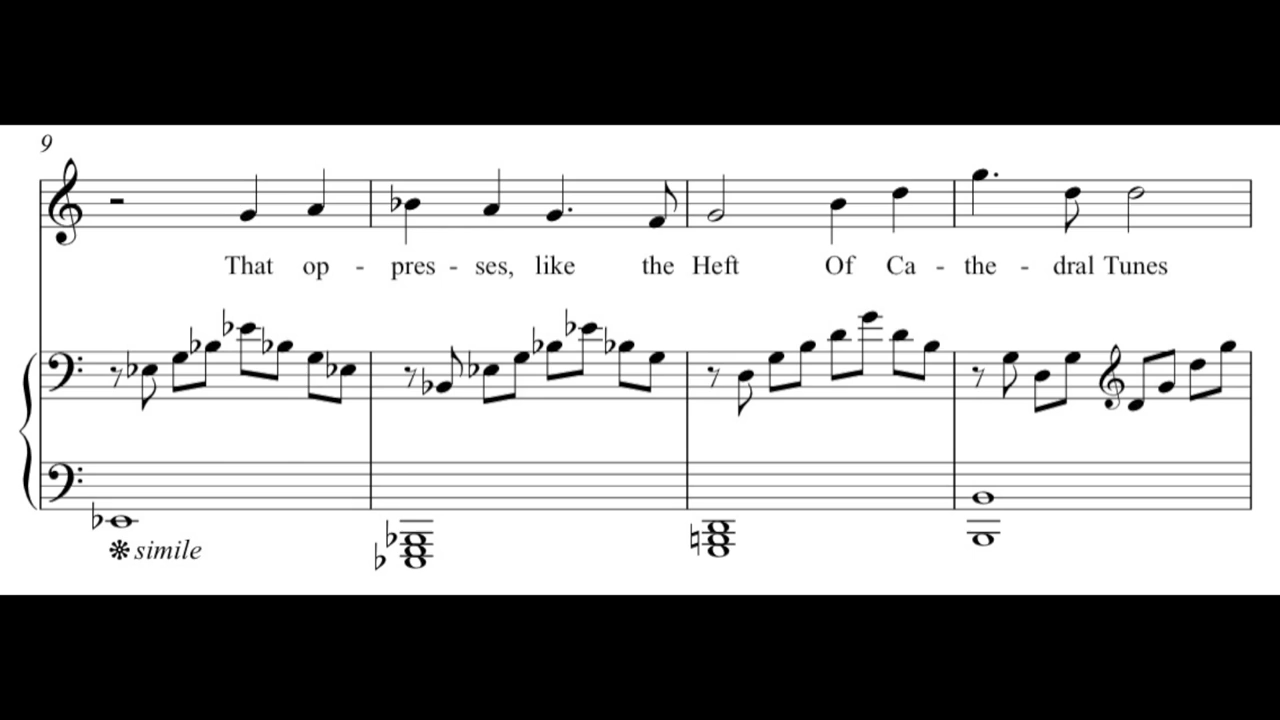 9
That op - pres - ses, like the Heft Of Ca - the - dral Tunes
simile